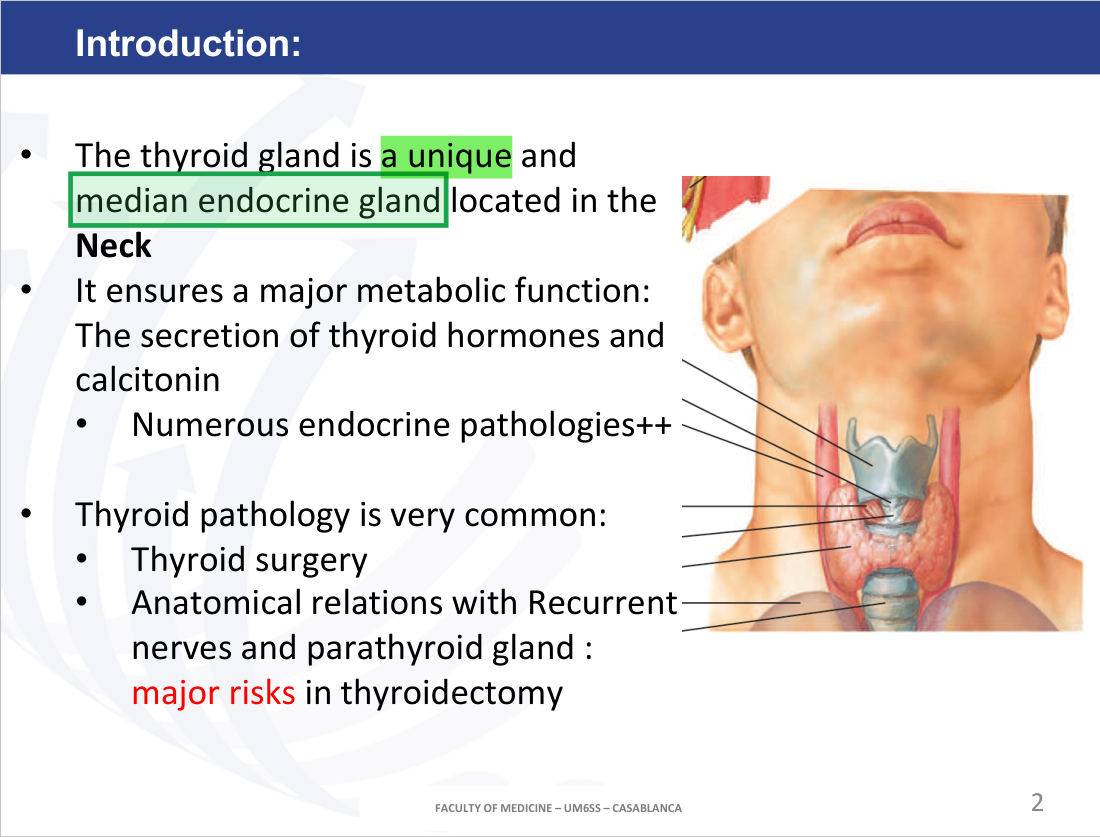 Introduction:
• The thyroid gland is a unique and
median endocrine gland located in the
Neck
• It ensures a major metabolic function:
The secretion of thyroid hormones and
calcitonin
• Numerous endocrine pathologies++
• Thyroid pathology is very common:
• Thyroid surgery
• Anatomical relations with Recurrent
nerves and parathyroid gland :
major risks in thyroidectomy
FACULTY OF MEDICINE – UM6SS – CASABLANCA
2